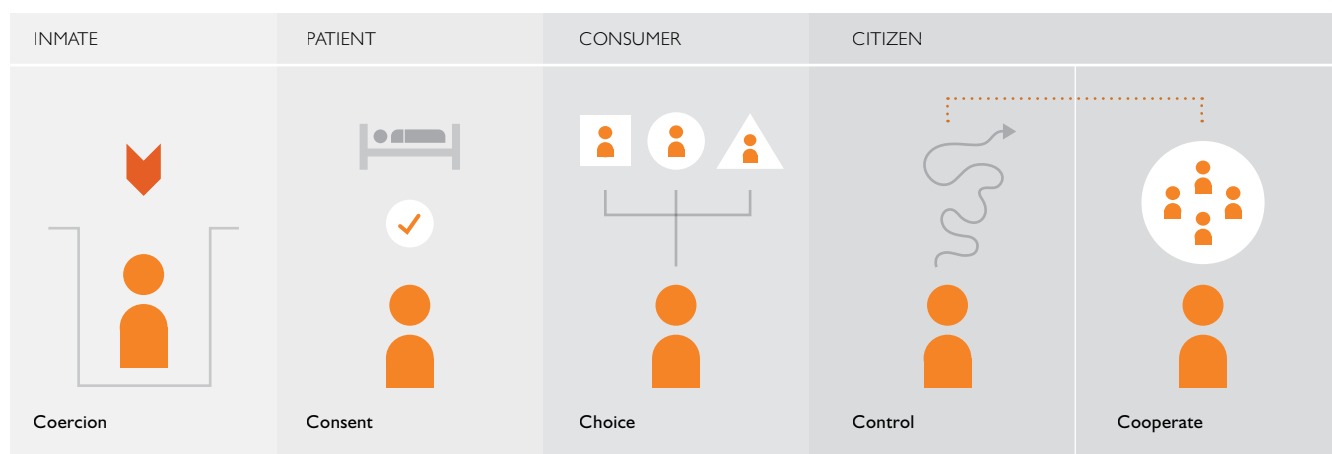 INMATE
PATIENT
CONSUMER
CITIZEN
Coercion
Consent
Choice
Control
Cooperate